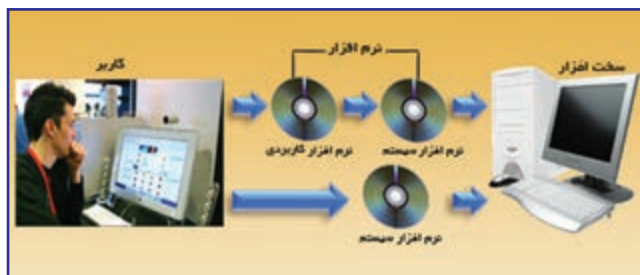 نرم افزار
کاربر
سخت افزار
نرم افزار کاربردی
نرم افزار سیستم
نرم افزار سیستم